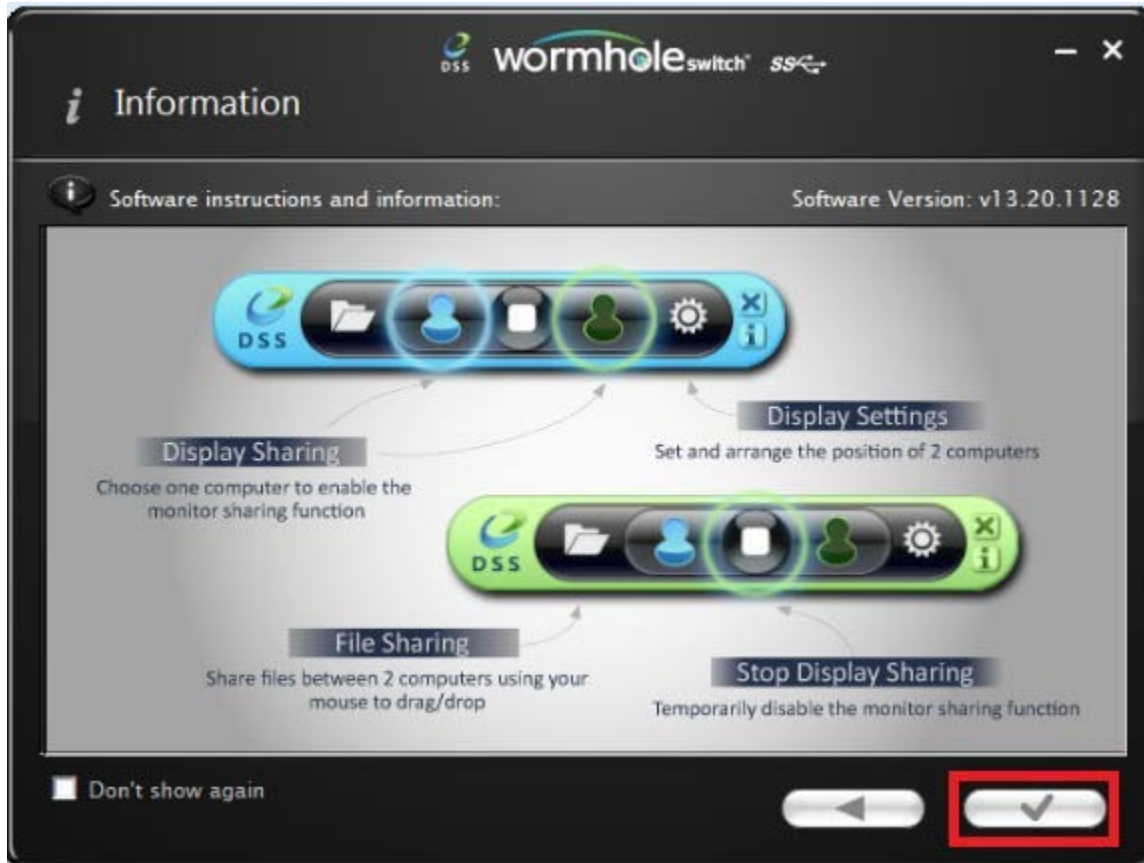 DSS wormhole switch™ SS
i Information
Software instructions and information: Software Version: v13.20.1128
DSS
Display Sharing
Choose one computer to enable the
monitor sharing function
Display Settings
Set and arrange the position of 2 computers
DSS
File Sharing
Share files between 2 computers using your
mouse to drag/drop
Stop Display Sharing
Temporarily disable the monitor sharing function
Don't show again